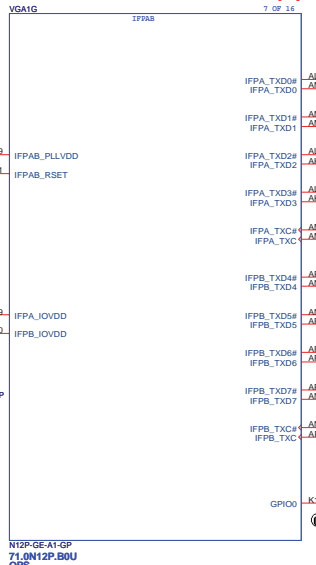 VGA1G
7 OF 16
IFPAB
IFPA_TXD0#
IFPA_TXD0
IFPA_TXD1#
IFPA_TXD1
IFPAB_PLLVDD
IFPA_TXD2#
IFPA_TXD2
IFPAB_RSET
IFPA_TXD3#
IFPA_TXD3
IFPA_TXC#
IFPA_TXC
IFPB_TXD4#
IFPB_TXD4
IFPA_IOVDD
IFPB_TXD5#
IFPB_TXD5
IFPB_IOVDD
IFPB_TXD6#
IFPB_TXD6
IFPB_TXD7#
IFPB_TXD7
IFPB_TXC#
IFPB_TXC
GPIO0
N12P-GE-A1-GP
71.0N12P.B0U